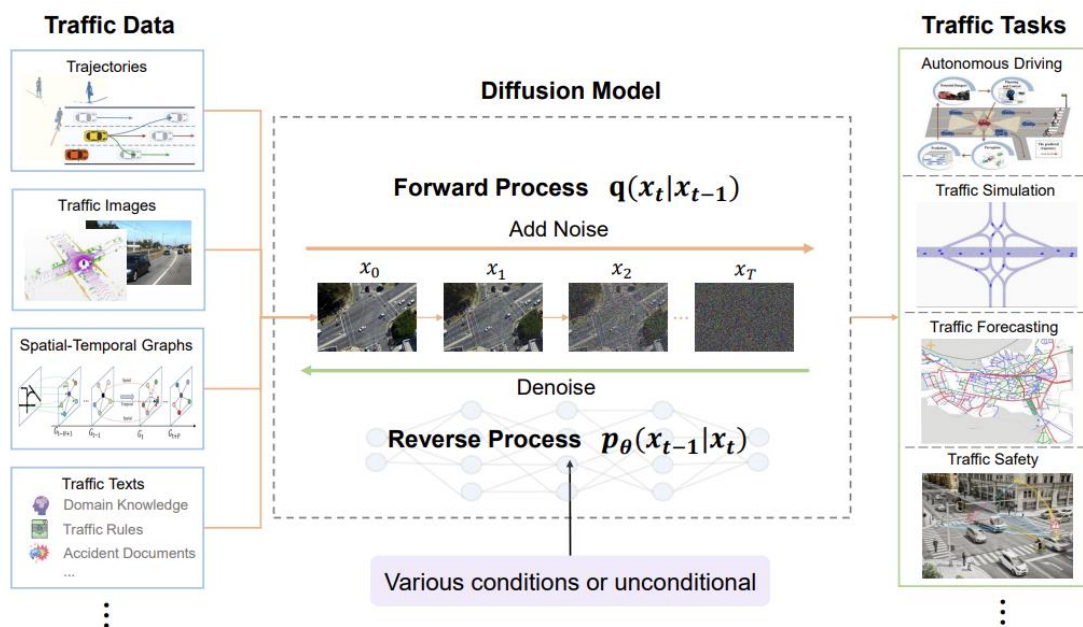 Traffic Data
Trajectories
Traffic Images
Spatial-Temporal Graphs
Traffic Texts
Domain Knowledge
Traffic Rules
Accident Documents
...
Diffusion Model
Forward Process q(x_t|x_{t-1})
Add Noise
x_0 x_1 x_2 x_T
...
Denoise
Reverse Process p_θ(x_{t-1}|x_t)
Various conditions or unconditional
Traffic Tasks
Autonomous Driving
Traffic Simulation
Traffic Forecasting
Traffic Safety